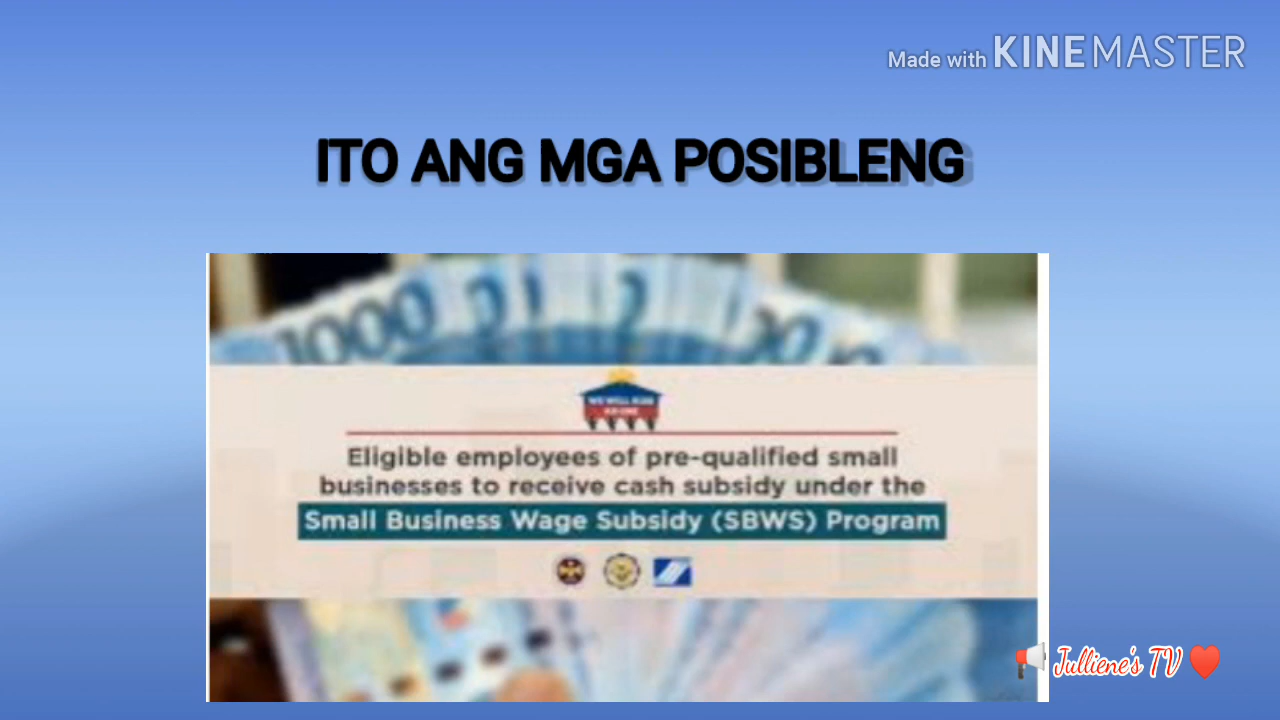 Made with KINEMASTER
ITO ANG MGA POSIBLENG
1000
Eligible employees of pre-qualified small
businesses to receive cash subsidy under the
Small Business Wage Subsidy (SBWS) Program
Julliene's TV